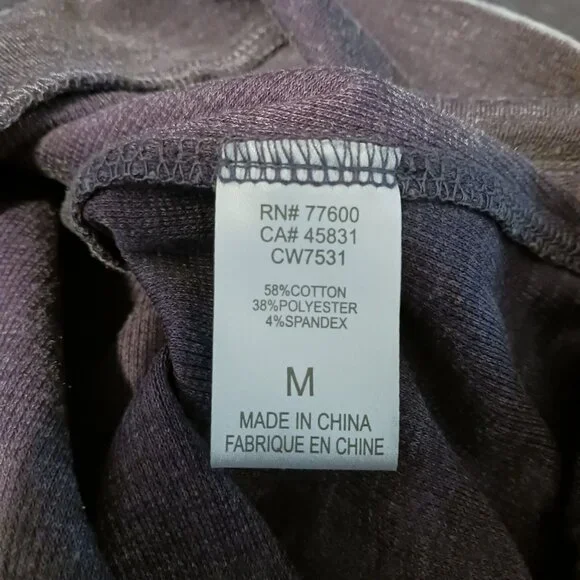 RN# 77600
CA# 45831
CW7531
58%COTTON
38%POLYESTER
4%SPANDEX
M
MADE IN CHINA
FABRIQUE EN CHINE